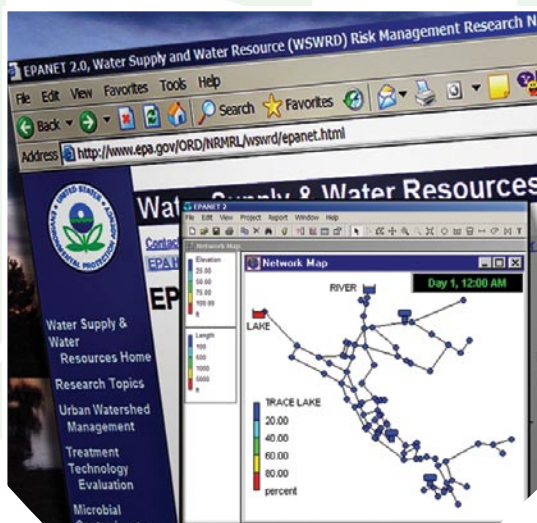 EPANET 2.0, Water Supply and Water Resource (WSWRD) Risk Management Research N
File Edit View Favorites Tools Help
Back Search Favorites
Address http://www.epa.gov/ORD/NRMRL/wswrd/epanet.html
UNITED STATES
Water Supply & Water Resources
Contac
EPA H
EP
Water Supply &
Water
Resources Home
Research Topics
Urban Watershed
Management
Treatment
Technology
Evaluation
Microbial
EPANET 2
File Edit View Project Report Window Help
Network Map
Elevation
25.00
50.00
75.00
100.00
ft
Length
100
500
1000
5000
ft
Network Map
Day 1, 12:00 AM
RIVER
LAKE
TRACE LAKE
20.00
40.00
60.00
80.00
percent